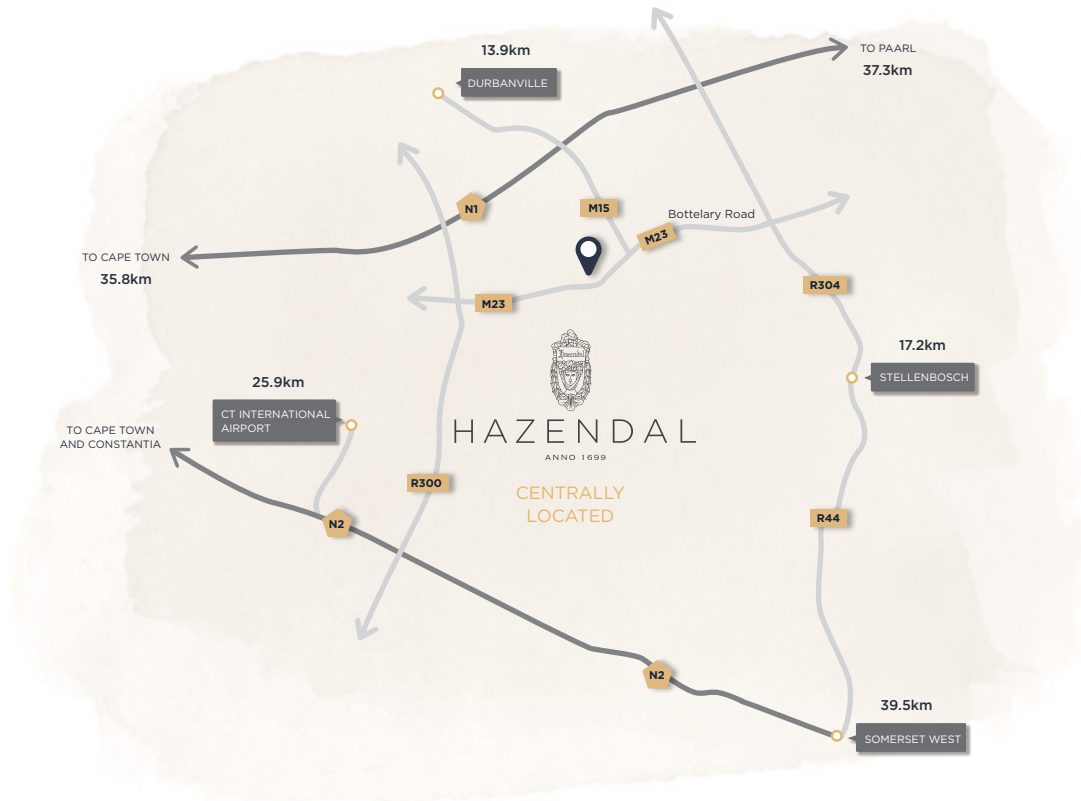 13.9km
DURBANVILLE
TO PAARL
37.3km
N1
M15
Bottelary Road
M23
TO CAPE TOWN
35.8km
M23
R304
17.2km
STELLENBOSCH
25.9km
CT INTERNATIONAL
AIRPORT
Hazendal
HAZENDAL
ANNO 1699
TO CAPE TOWN
AND CONSTANTIA
R300
CENTRALLY
LOCATED
N2
R44
N2
39.5km
SOMERSET WEST